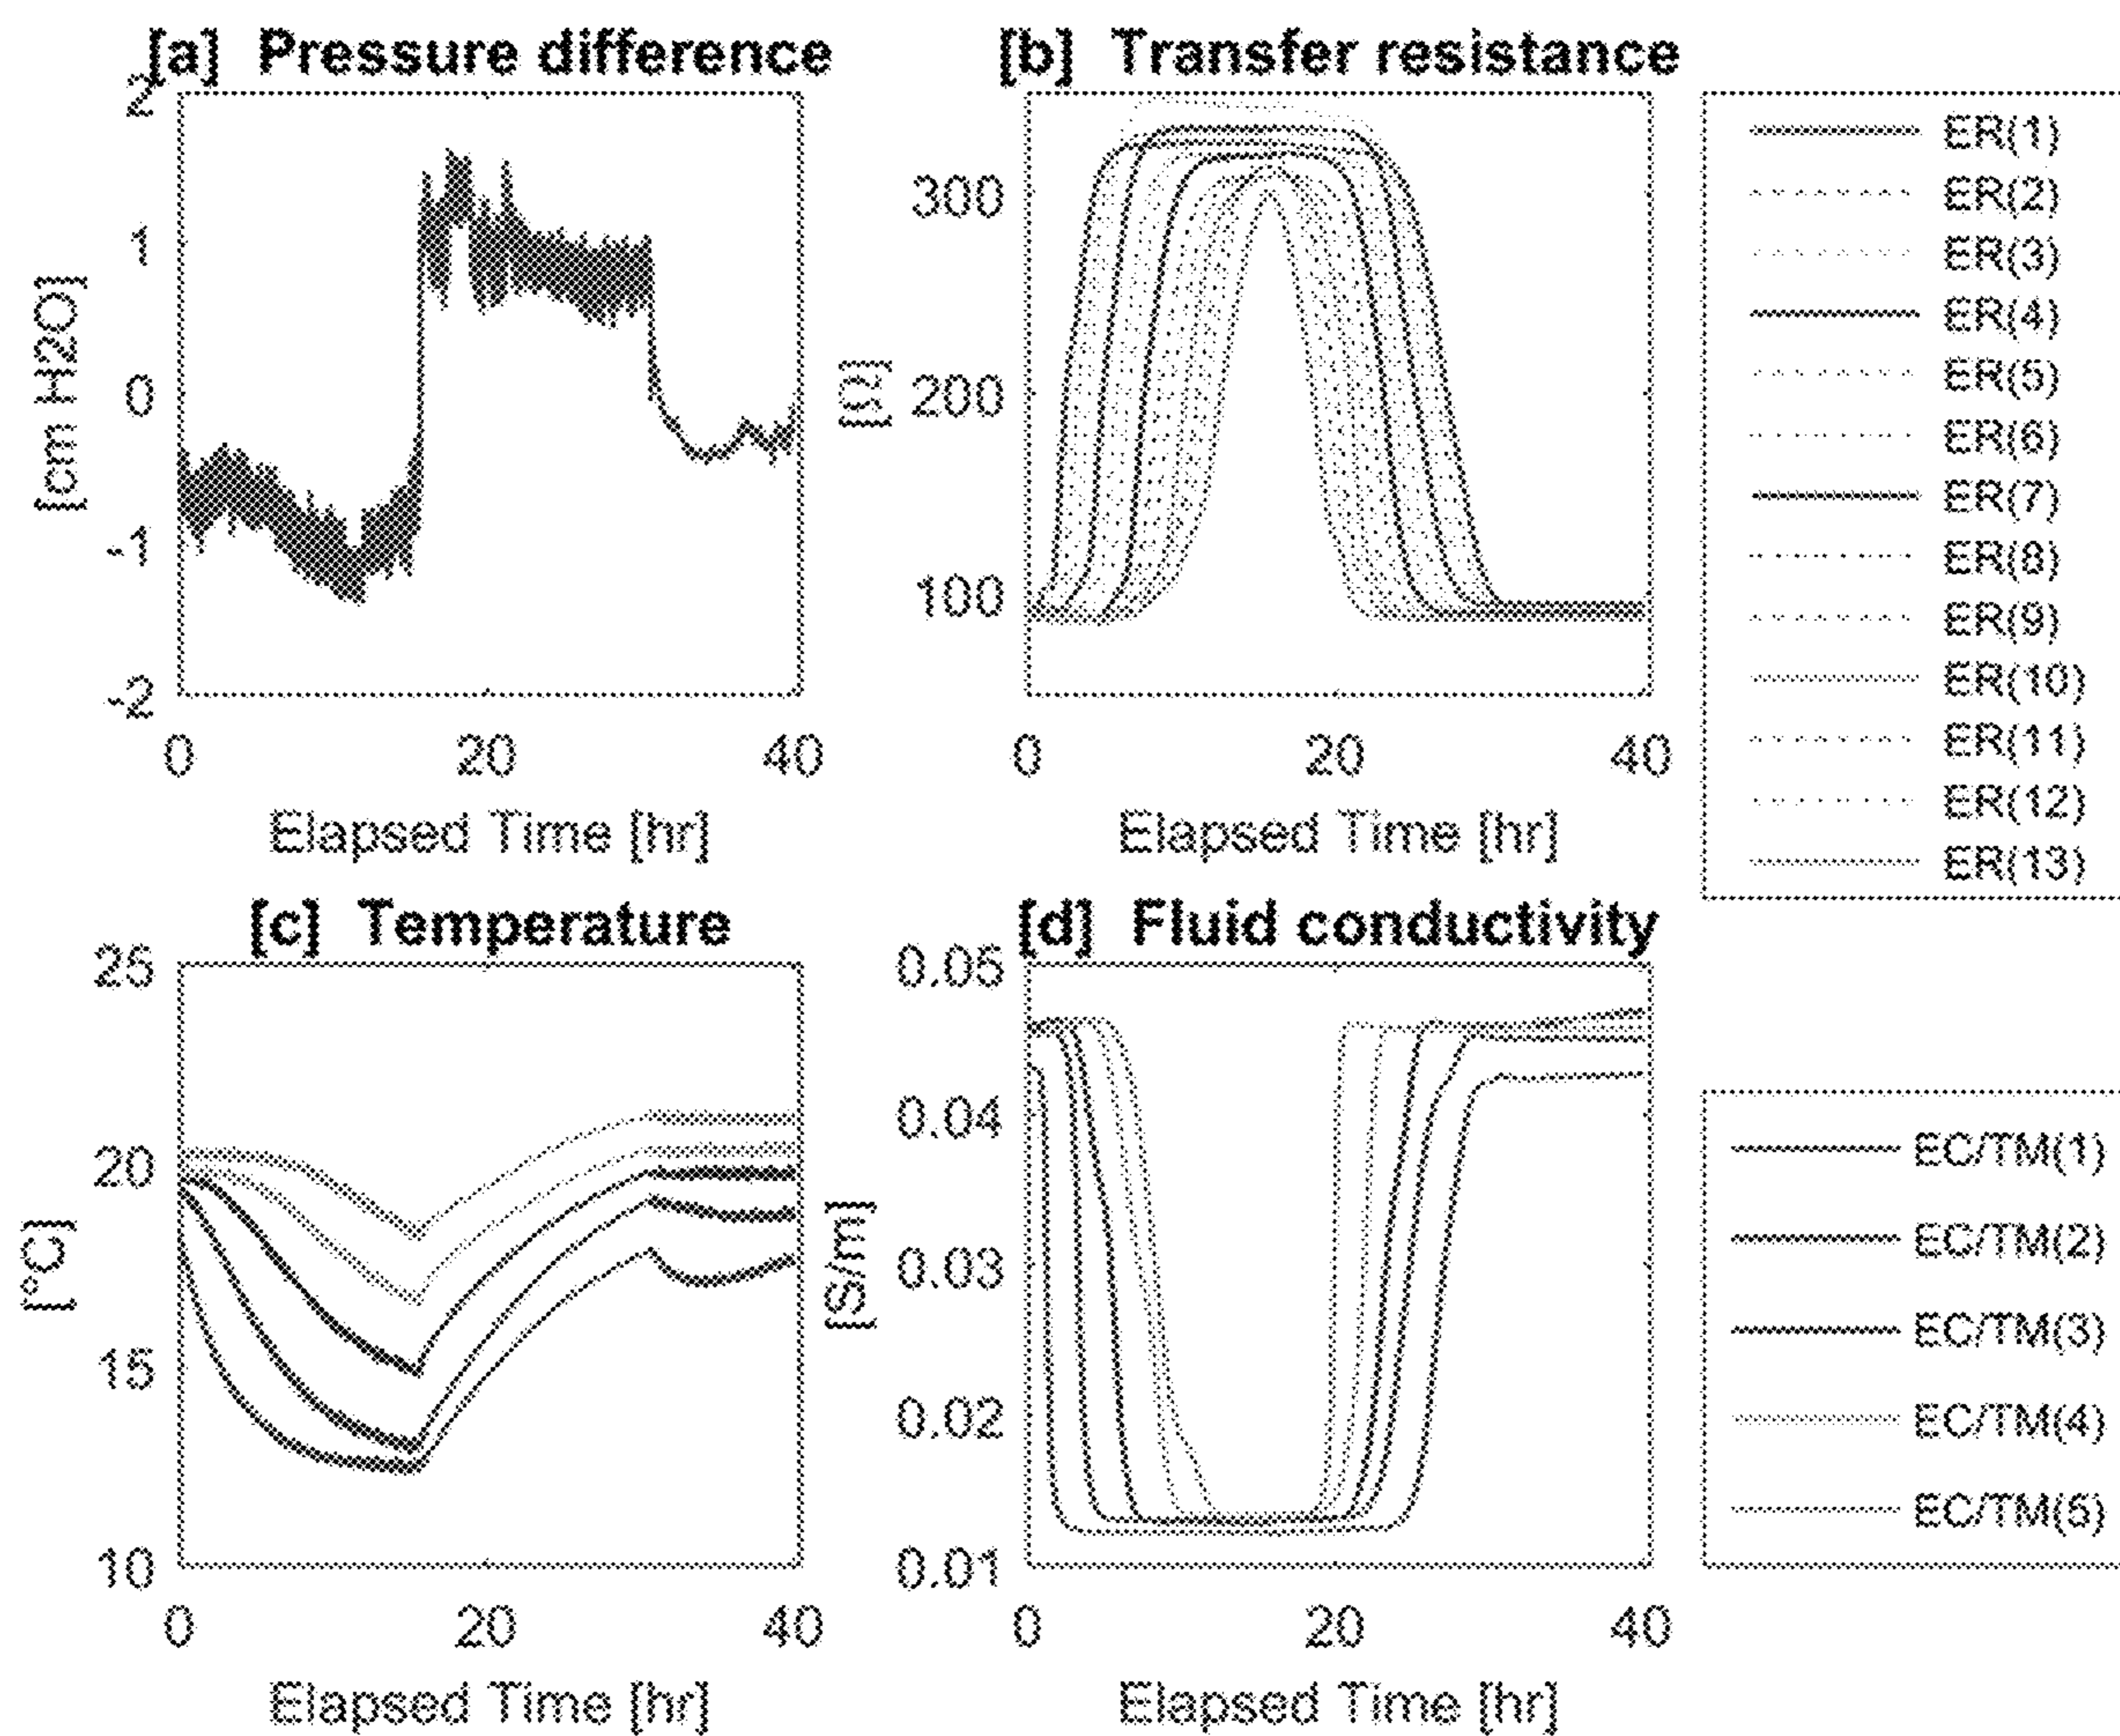 [a] Pressure difference
2
1
0
-1
-2
[cm H2O]
0 20 40
Elapsed Time [hr]
[b] Transfer resistance
300
200
100
[Ω]
0 20 40
Elapsed Time [hr]
ER(1)
ER(2)
ER(3)
ER(4)
ER(5)
ER(6)
ER(7)
ER(8)
ER(9)
ER(10)
ER(11)
ER(12)
ER(13)
[c] Temperature
25
20
15
10
[°C]
0 20 40
Elapsed Time [hr]
[d] Fluid conductivity
0.05
0.04
0.03
0.02
0.01
[S/m]
0 20 40
Elapsed Time [hr]
EC/TM(1)
EC/TM(2)
EC/TM(3)
EC/TM(4)
EC/TM(5)